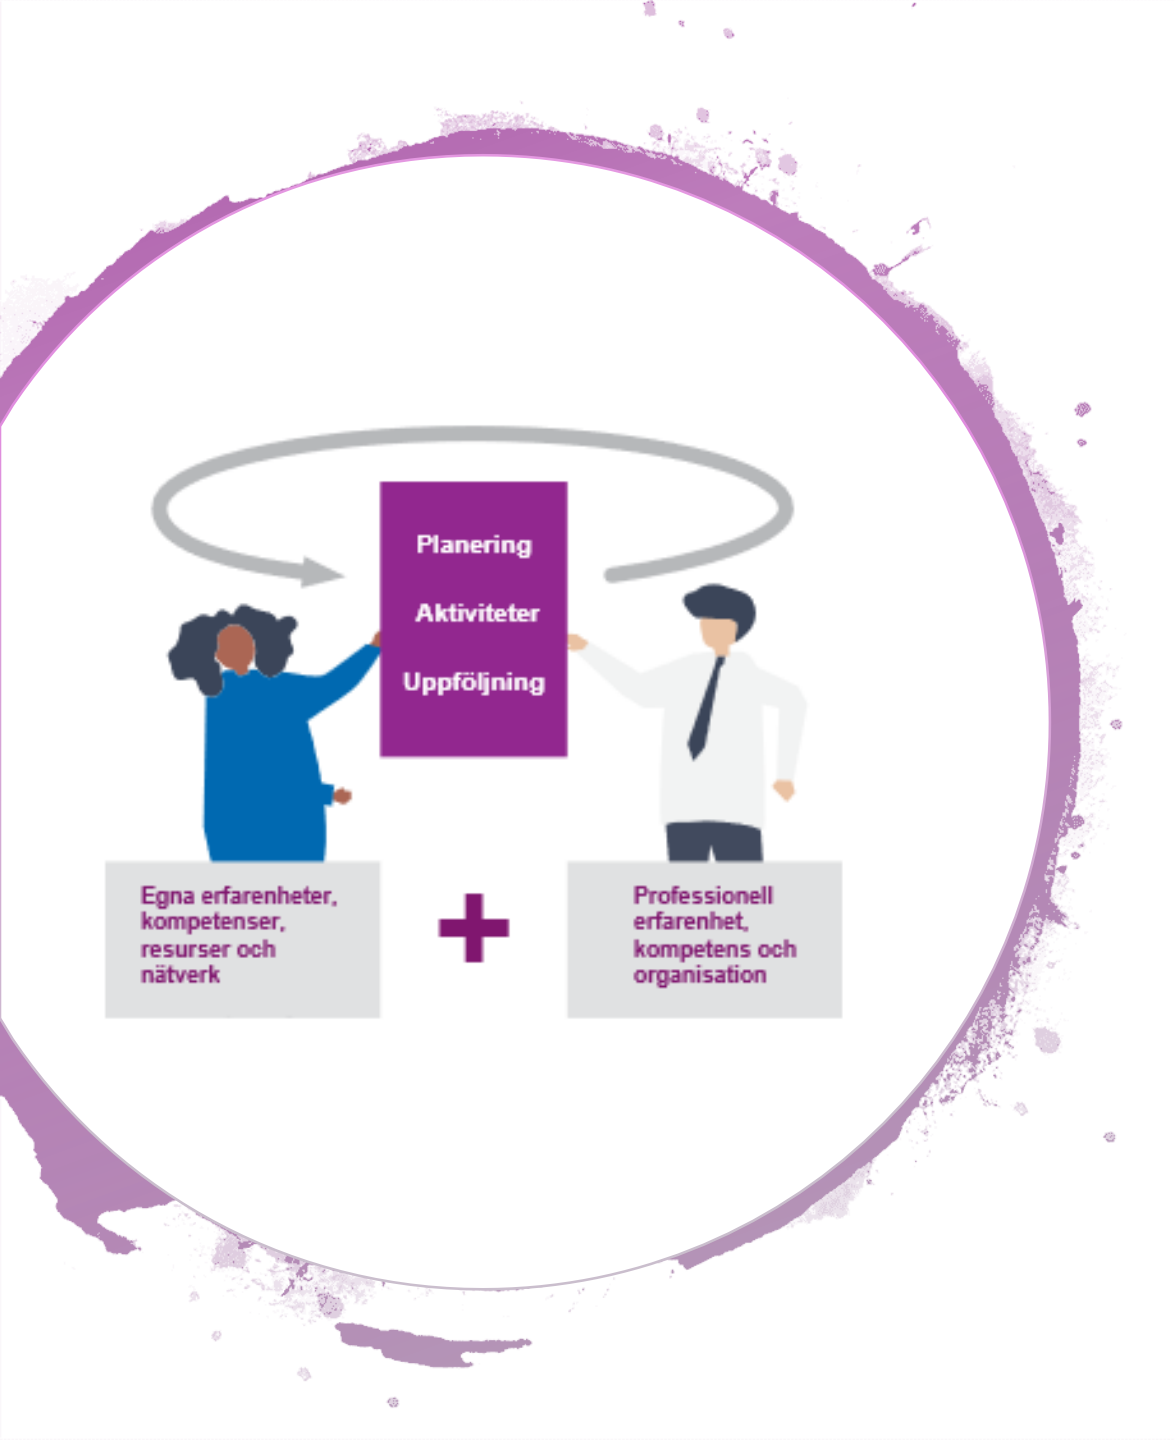 Planering
Aktiviteter
Uppföljning
Egna erfarenheter,
kompetenser,
resurser och
nätverk
+
Professionell
erfarenhet,
kompetens och
organisation